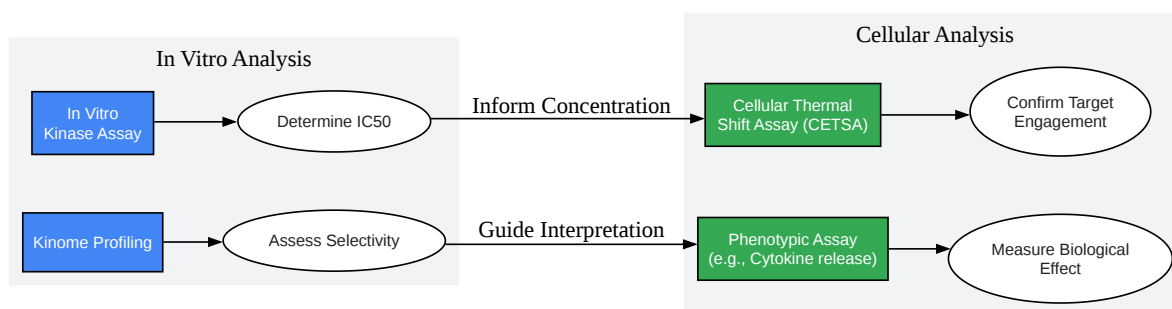 In Vitro Analysis
Cellular Analysis
In Vitro
Kinase Assay
Determine IC50
Inform Concentration
Cellular Thermal
Shift Assay (CETSA)
Confirm Target
Engagement
Kinome Profiling
Assess Selectivity
Guide Interpretation
Phenotypic Assay
(e.g., Cytokine release)
Measure Biological
Effect